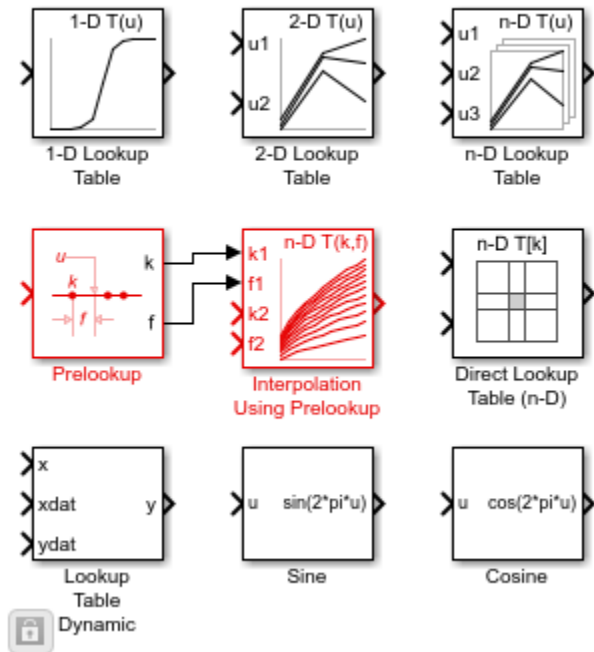 1-D T(u)
1-D Lookup
Table
2-D T(u)
u1
u2
2-D Lookup
Table
n-D T(u)
u1
u2
u3
n-D Lookup
Table
u
k
f
k
f
Prelookup
n-D T(k,f)
k1
f1
k2
f2
Interpolation
Using Prelookup
n-D T[k]
Direct Lookup
Table (n-D)
x
xdat
ydat
y
Lookup
Table
Dynamic
u sin(2*pi*u)
Sine
u cos(2*pi*u)
Cosine